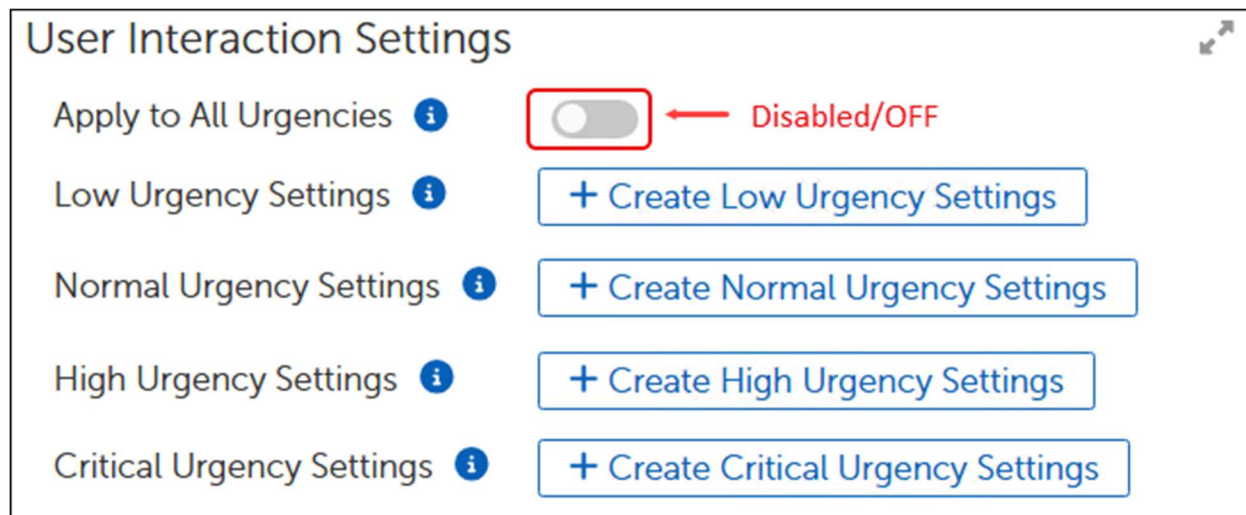 User Interaction Settings
Apply to All Urgencies
Disabled/OFF
Low Urgency Settings
+ Create Low Urgency Settings
Normal Urgency Settings
+ Create Normal Urgency Settings
High Urgency Settings
+ Create High Urgency Settings
Critical Urgency Settings
+ Create Critical Urgency Settings